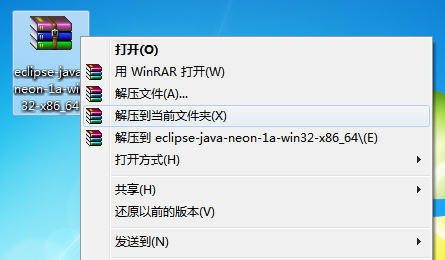 eclipse-java-
neon-1a-win
32-x86_64
打开(O)
用 WinRAR 打开(W)
解压文件(A)...
解压到当前文件夹(X)
解压到 eclipse-java-neon-1a-win32-x86_64\(E)
打开方式(H)
共享(H)
还原以前的版本(V)
发送到(N)